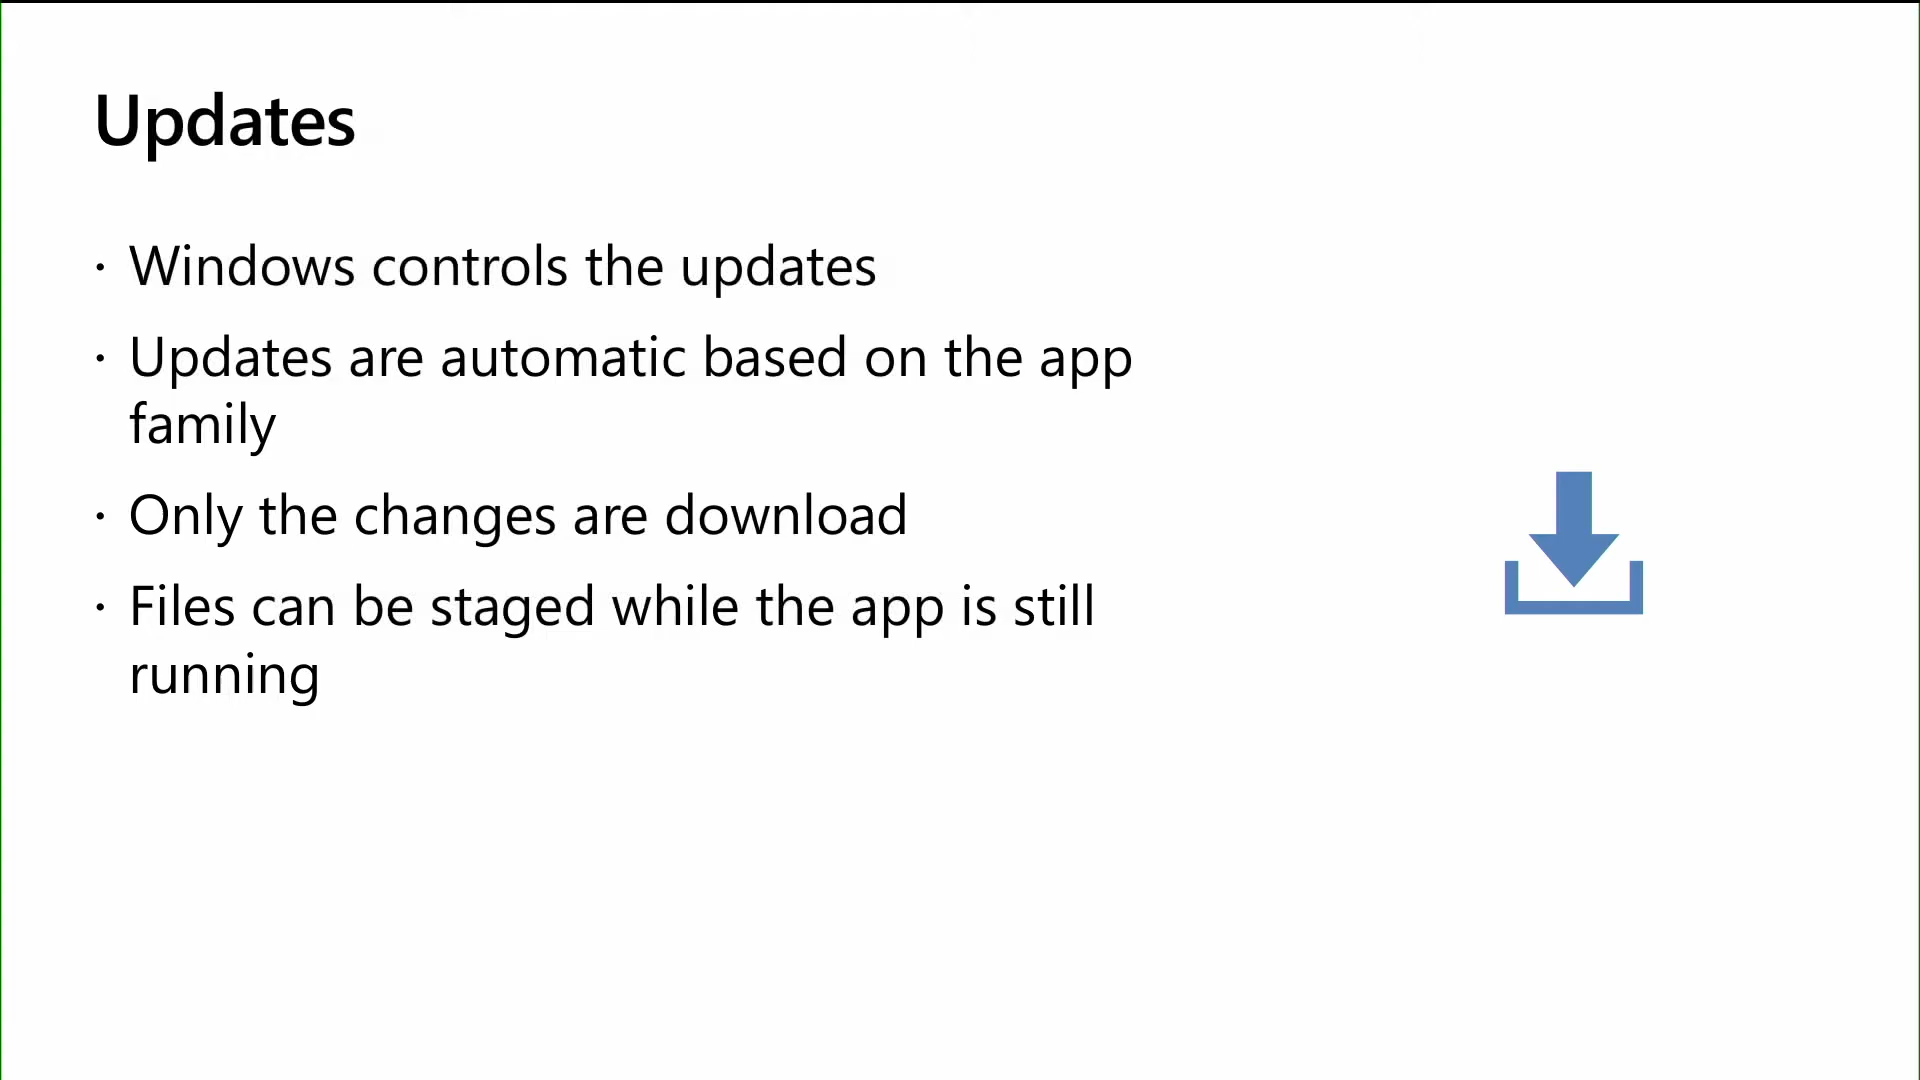 Updates
· Windows controls the updates
· Updates are automatic based on the app
family
· Only the changes are download
· Files can be staged while the app is still
running